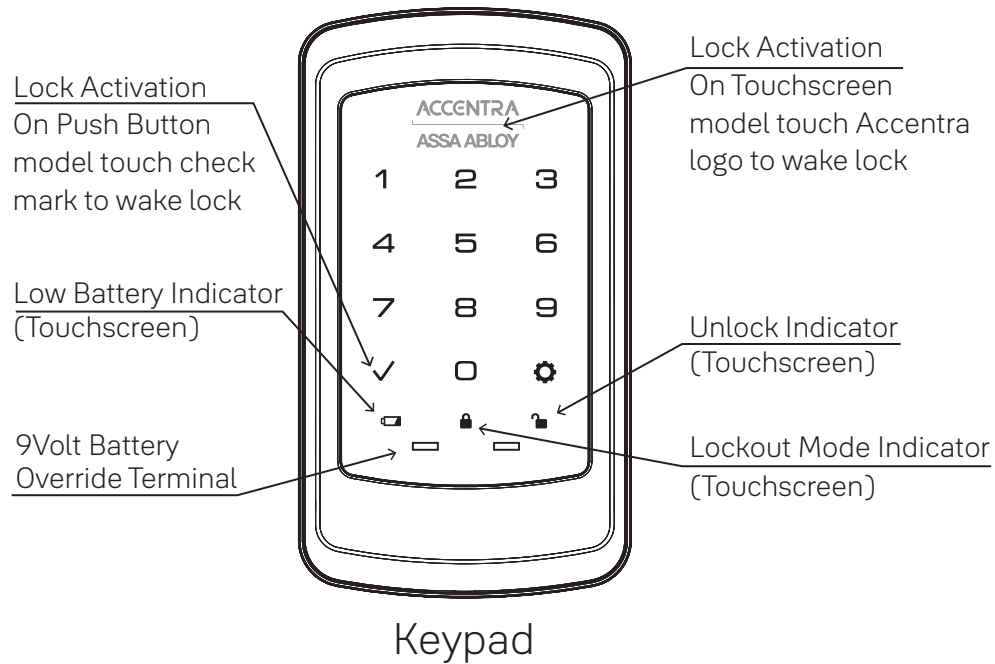 Lock Activation
On Push Button
model touch check
mark to wake lock
Low Battery Indicator
(Touchscreen)
9Volt Battery
Override Terminal
ACCENTRA
ASSA ABLOY
1 2 3
4 5 6
7 8 9
0
Lock Activation
On Touchscreen
model touch Accentra
logo to wake lock
Unlock Indicator
(Touchscreen)
Lockout Mode Indicator
(Touchscreen)
Keypad